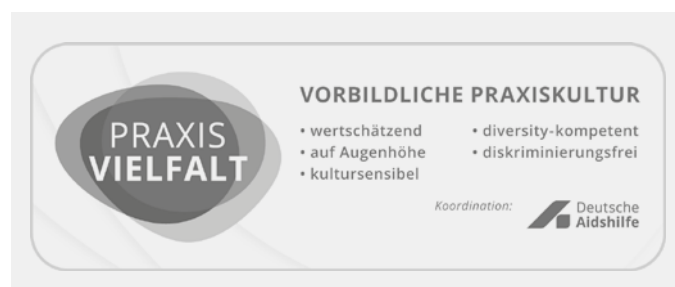 PRAXIS
VIELFALT
VORBILDLICHE PRAXISKULTUR
• wertschätzend
• auf Augenhöhe
• kultursensibel
• diversity-kompetent
• diskriminierungsfrei
Koordination:
Deutsche
Aidshilfe